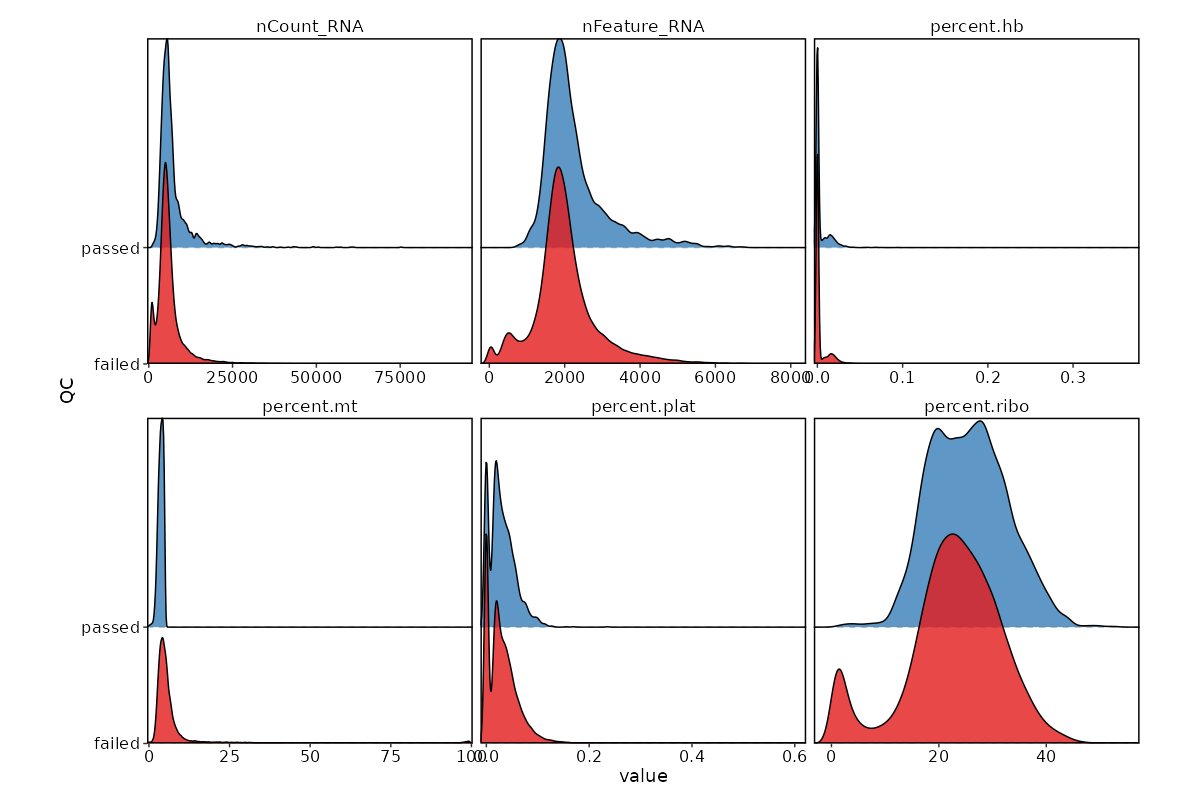 nCount_RNA nFeature_RNA percent.hb
passed
failed
0 25000 50000 75000 0 2000 4000 6000 8000 0.0 0.1 0.2 0.3
QC
percent.mt percent.plat percent.ribo
passed
failed
0 25 50 75 100 0.0 0.2 0.4 0.6 0 20 40
value